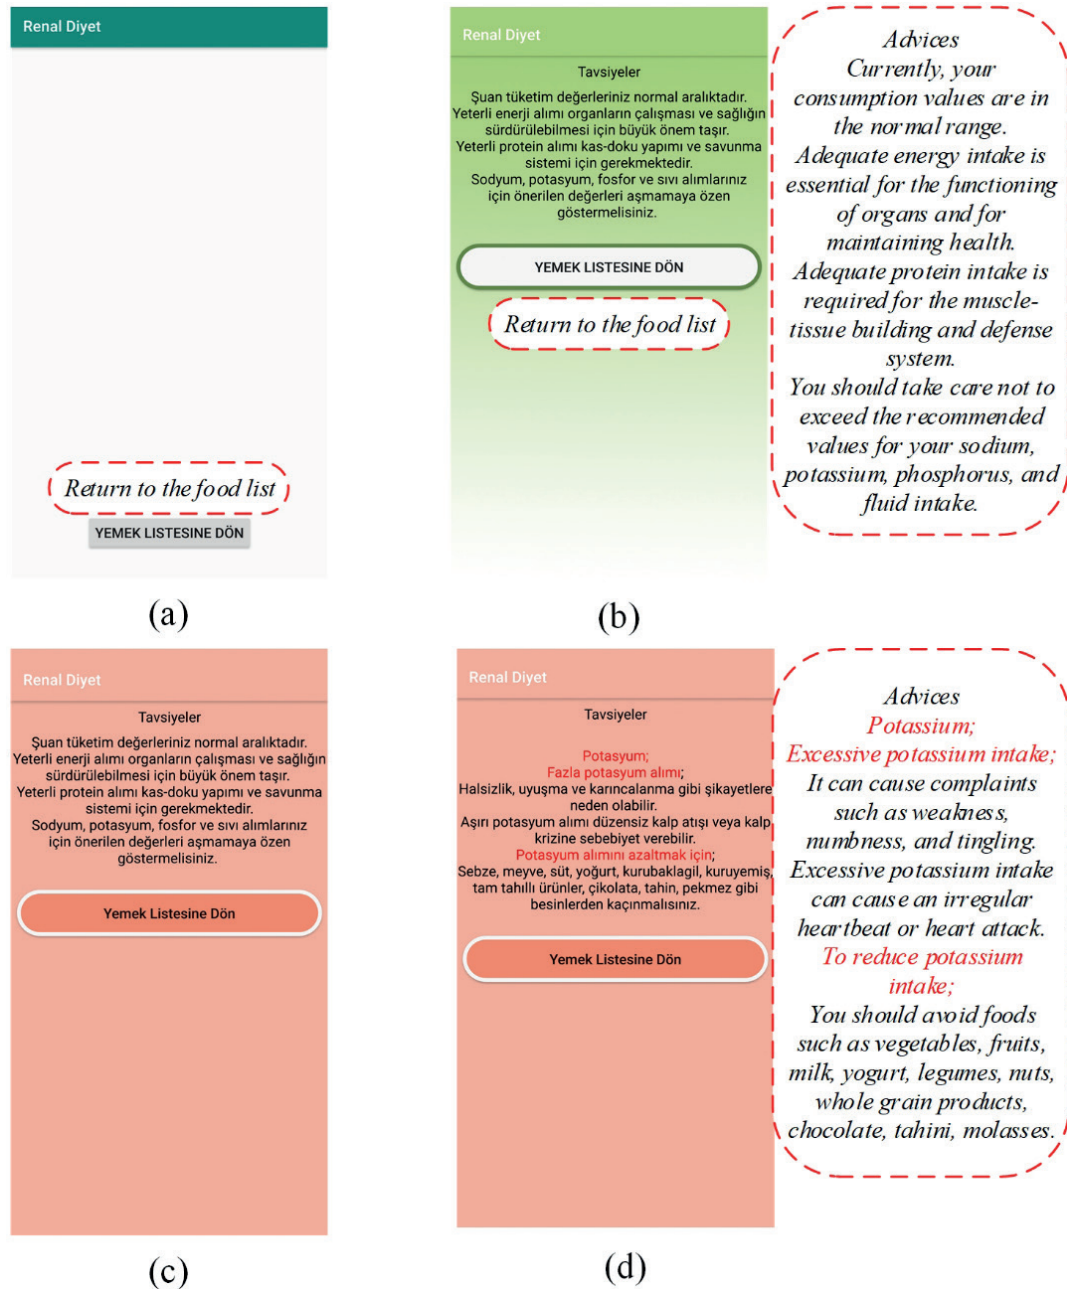 Renal Diyet
Return to the food list
YEMEK LISTESINE DÖN
(a)
Renal Diyet
Tavsiyeler
Şuan tüketim değerleriniz normal aralıktadır.
Yeterli enerji alımı organların çalışması ve sağlığın
sürdürülebilmesi için büyük önem taşır.
Yeterli protein alımı kas-doku yapımı ve savunma
sistemi için gerekmektedir.
Sodyum, potasyum, fosfor ve sıvı alımlarınız
için önerilen değerleri aşmamaya özen
göstermelisiniz.
YEMEK LISTESINE DÖN
Return to the food list
Advices
Currently, your
consumption values are in
the normal range.
Adequate energy intake is
essential for the functioning
of organs and for
maintaining health.
Adequate protein intake is
required for the muscle-
tissue building and defense
system.
You should take care not to
exceed the recommended
values for your sodium,
potassium, phosphorus, and
fluid intake.
(b)
Renal Diyet
Tavsiyeler
Şuan tüketim değerleriniz normal aralıktadır.
Yeterli enerji alımı organların çalışması ve sağlığın
sürdürülebilmesi için büyük önem taşır.
Yeterli protein alımı kas-doku yapımı ve savunma
sistemi için gerekmektedir.
Sodyum, potasyum, fosfor ve sıvı alımlarınız
için önerilen değerleri aşmamaya özen
göstermelisiniz.
Yemek Listesine Dön
(c)
Renal Diyet
Tavsiyeler
Potasyum;
Fazla potasyum alımı;
Halsizlik, uyuşma ve karıncalanma gibi şikayetlere
neden olabilir.
Aşırı potasyum alımı düzensiz kalp atışı veya kalp
krizine sebebiyet verebilir.
Potasyum alımını azaltmak için;
Sebze, meyve, süt, yoğurt, kurubaklagil, kuruyemiş,
tam tahıllı ürünler, çikolata, tahin, pekmez gibi
besinlerden kaçınmalısınız.
Yemek Listesine Dön
Advices
Potassium;
Excessive potassium intake;
It can cause complaints
such as weakness,
numbness, and tingling.
Excessive potassium intake
can cause an irregular
heartbeat or heart attack.
To reduce potassium
intake;
You should avoid foods
such as vegetables, fruits,
milk, yogurt, legumes, nuts,
whole grain products,
chocolate, tahini, molasses.
(d)